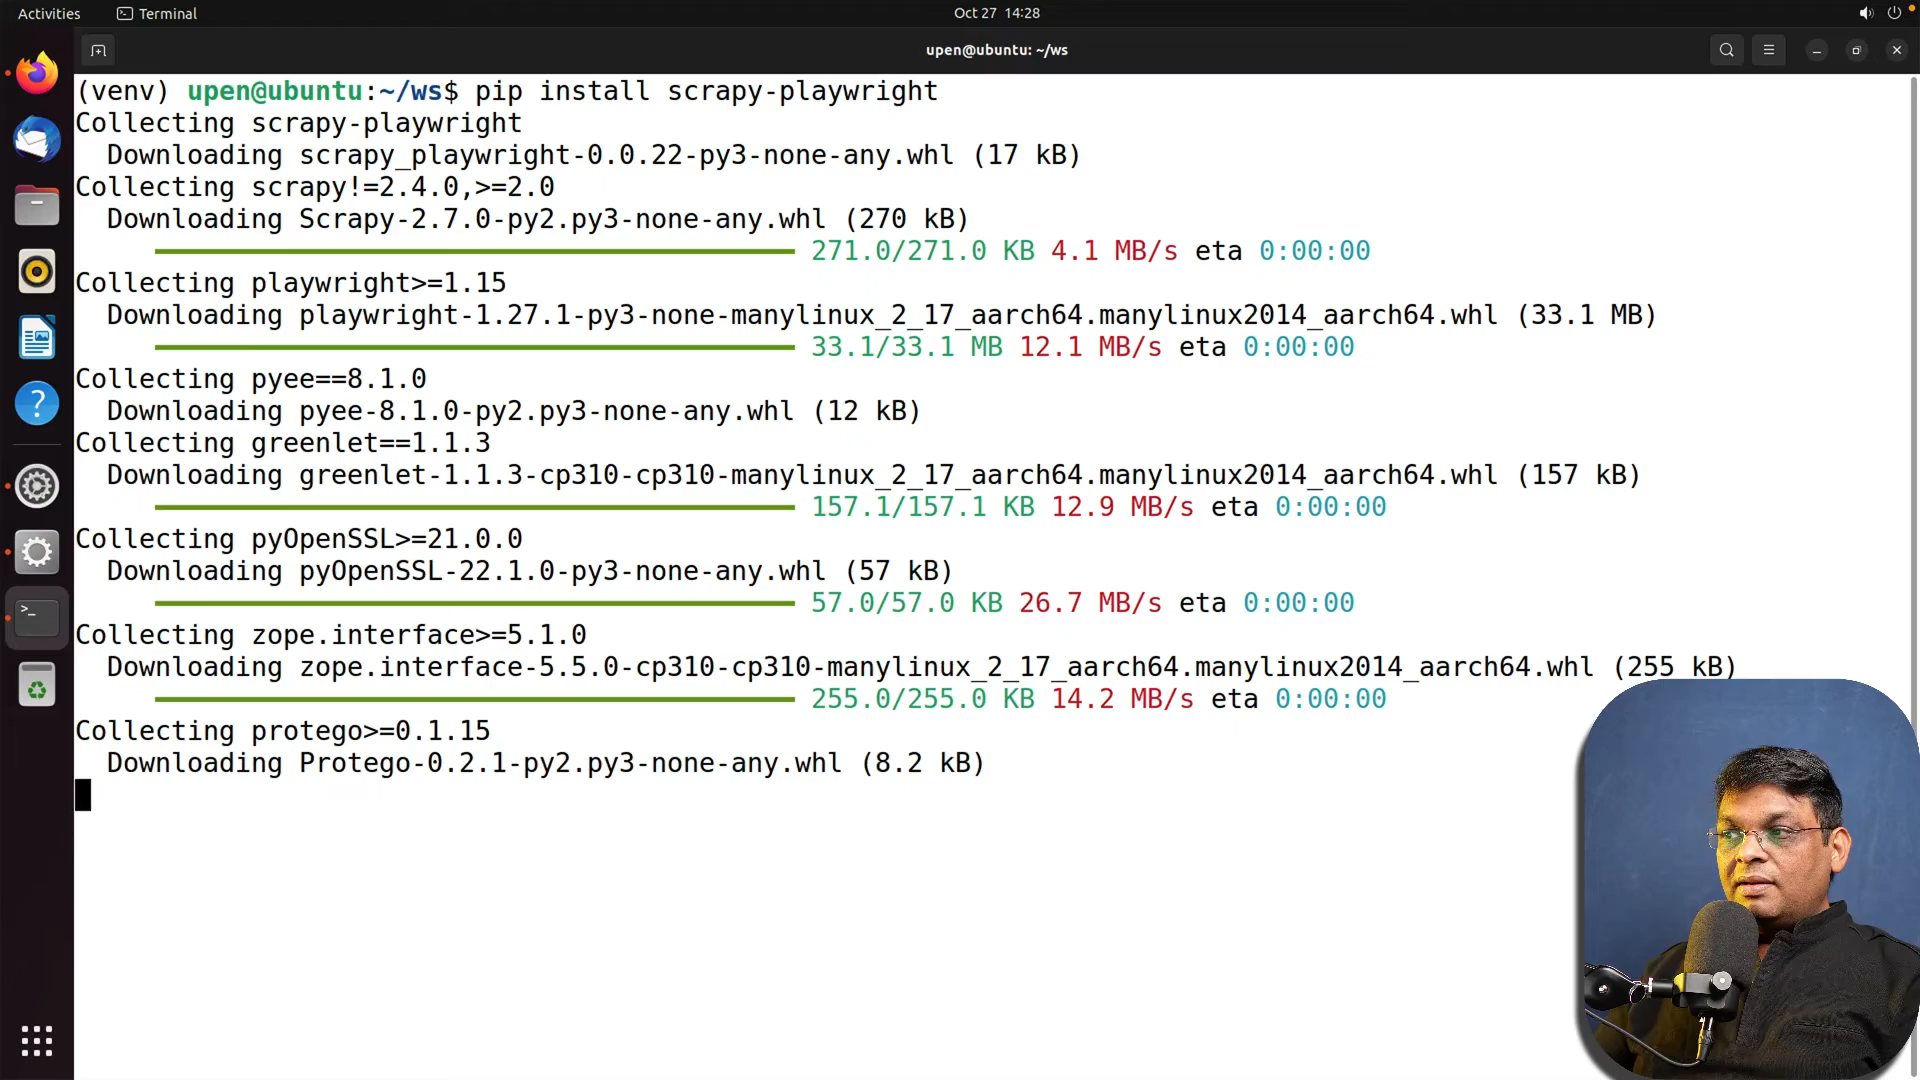 Activities
Terminal
Oct 27 14:28
upen@ubuntu: ~/ws
(venv) upen@ubuntu:~/ws$ pip install scrapy-playwright
Collecting scrapy-playwright
Downloading scrapy_playwright-0.0.22-py3-none-any.whl (17 kB)
Collecting scrapy!=2.4.0,>=2.0
Downloading Scrapy-2.7.0-py2.py3-none-any.whl (270 kB)
271.0/271.0 KB 4.1 MB/s eta 0:00:00
Collecting playwright>=1.15
Downloading playwright-1.27.1-py3-none-manylinux_2_17_aarch64.manylinux2014_aarch64.whl (33.1 MB)
33.1/33.1 MB 12.1 MB/s eta 0:00:00
Collecting pyee==8.1.0
Downloading pyee-8.1.0-py2.py3-none-any.whl (12 kB)
Collecting greenlet==1.1.3
Downloading greenlet-1.1.3-cp310-cp310-manylinux_2_17_aarch64.manylinux2014_aarch64.whl (157 kB)
157.1/157.1 KB 12.9 MB/s eta 0:00:00
Collecting pyOpenSSL>=21.0.0
Downloading pyOpenSSL-22.1.0-py3-none-any.whl (57 kB)
57.0/57.0 KB 26.7 MB/s eta 0:00:00
Collecting zope.interface>=5.1.0
Downloading zope.interface-5.5.0-cp310-cp310-manylinux_2_17_aarch64.manylinux2014_aarch64.whl (255 kB)
255.0/255.0 KB 14.2 MB/s eta 0:00:00
Collecting protego>=0.1.15
Downloading Protego-0.2.1-py2.py3-none-any.whl (8.2 kB)